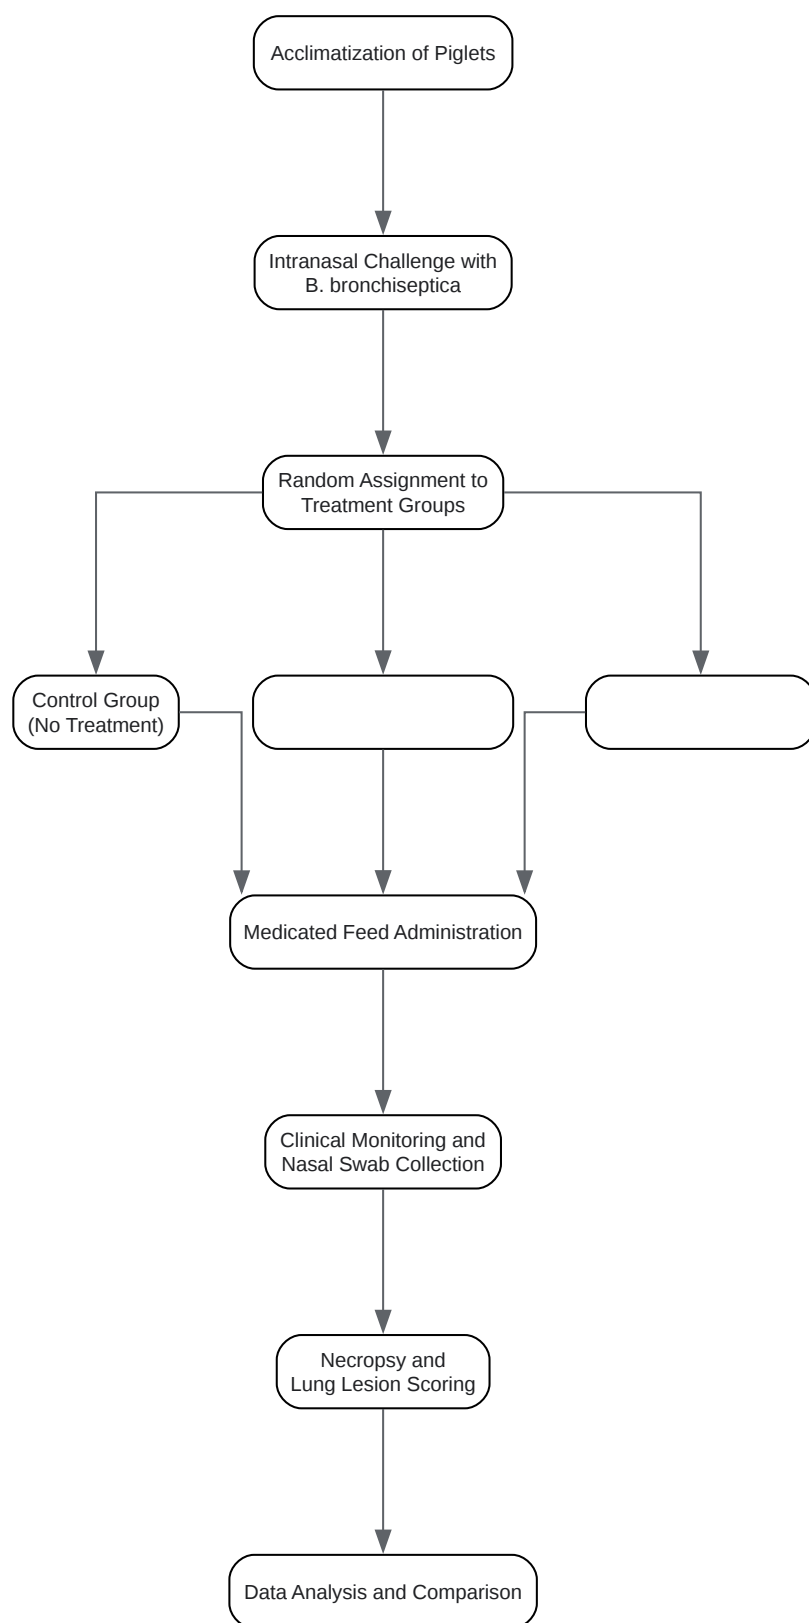 Acclimatization of Piglets
Intranasal Challenge with
B. bronchiseptica
Random Assignment to
Treatment Groups
Control Group
(No Treatment)
Medicated Feed Administration
Clinical Monitoring and
Nasal Swab Collection
Necropsy and
Lung Lesion Scoring
Data Analysis and Comparison